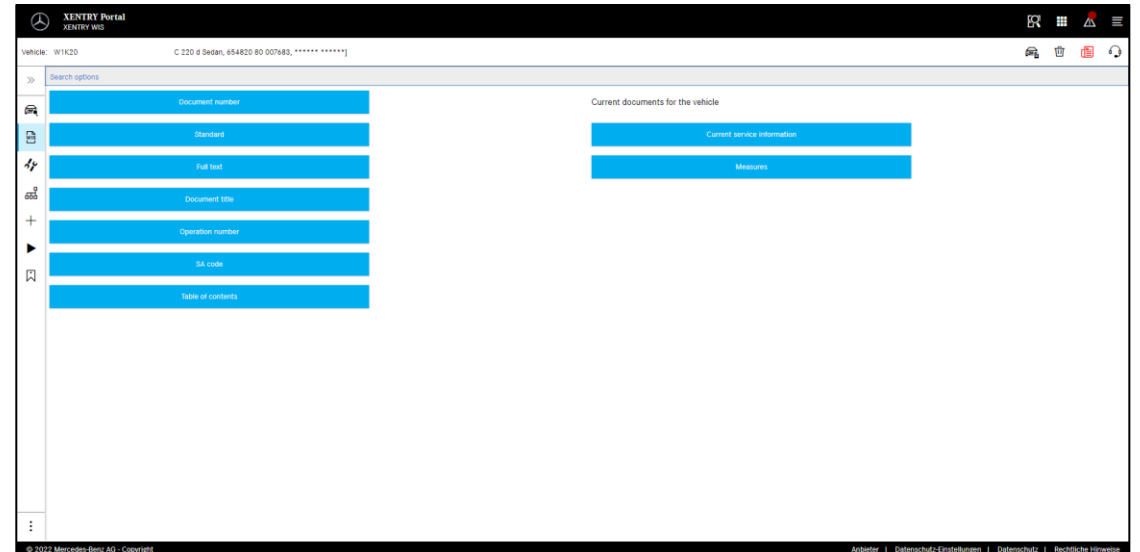 XENTRY Portal
XENTRY WIS
Vehicle: W1K20 C 220 d Sedan, 654820 80 007683, ****** ******]
Search options
Document number
Standard
Full text
Document title
Operation number
SA code
Table of contents
Current documents for the vehicle
Current service information
Measures
© 2022 Mercedes-Benz AG - Copyright
Anbieter | Datenschutz-Einstellungen | Datenschutz | Rechtliche Hinweise